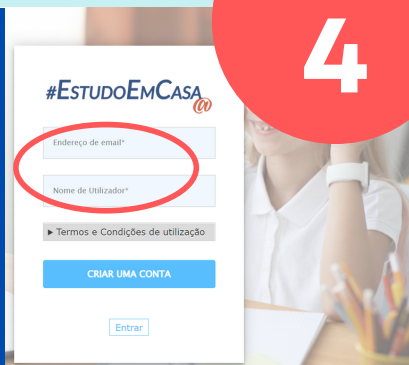 4
#ESTUDOEMCASA
@
Endereço de email*
Nome de Utilizador*
▶ Termos e Condições de utilização
CRIAR UMA CONTA
Entrar